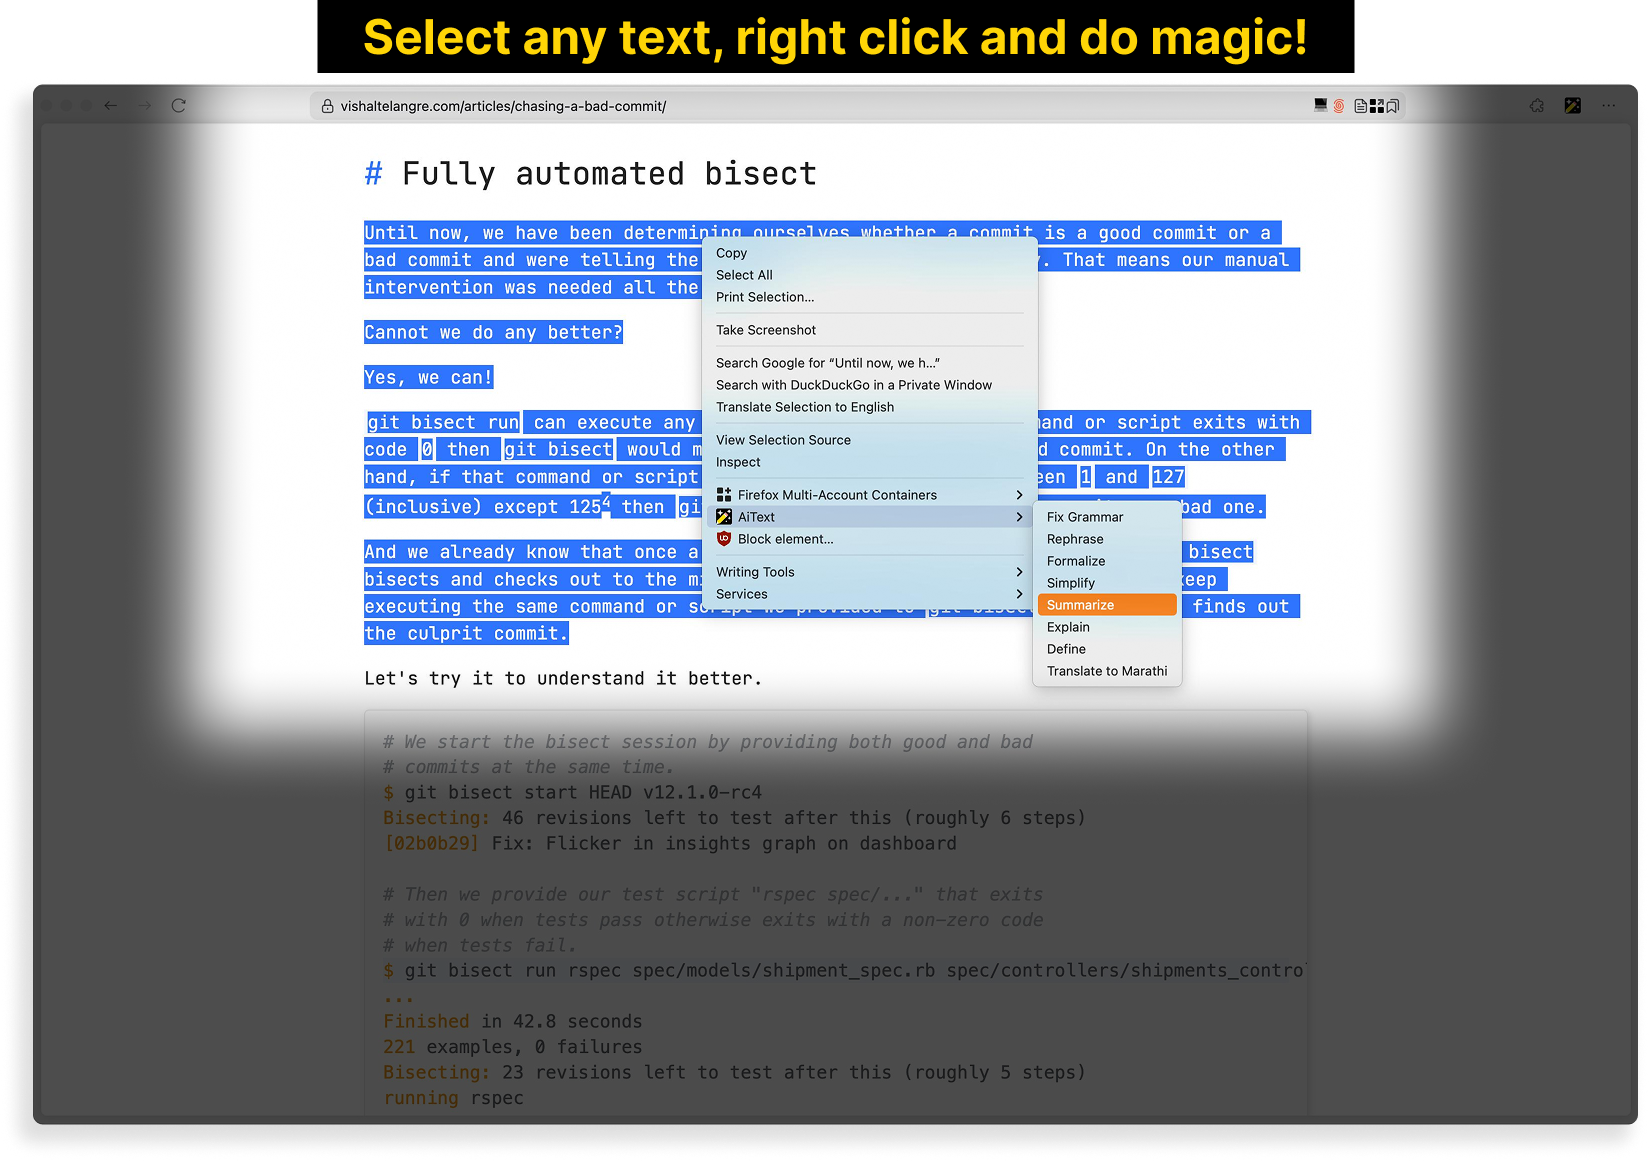 Select any text, right click and do magic!
vishaltelangre.com/articles/chasing-a-bad-commit/
# Fully automated bisect
Until now, we have been determining ourselves whether a commit is a good commit or a
bad commit and were telling the . That means our manual
intervention was needed all the
Cannot we do any better?
Yes, we can!
git bisect run can execute any and or script exits with
code 0 then git bisect would m d commit. On the other
hand, if that command or script een 1 and 127
(inclusive) except 125⁴ then gi bad one.
And we already know that once a bisect
bisects and checks out to the mi keep
executing the same command or script we provided to git bisect finds out
the culprit commit.
Let's try it to understand it better.
Copy
Select All
Print Selection...
Take Screenshot
Search Google for “Until now, we h...”
Search with DuckDuckGo in a Private Window
Translate Selection to English
View Selection Source
Inspect
Firefox Multi-Account Containers
AiText
Block element...
Writing Tools
Services
Fix Grammar
Rephrase
Formalize
Simplify
Summarize
Explain
Define
Translate to Marathi
# We start the bisect session by providing both good and bad
# commits at the same time.
$ git bisect start HEAD v12.1.0-rc4
Bisecting: 46 revisions left to test after this (roughly 6 steps)
[02b0b29] Fix: Flicker in insights graph on dashboard
# Then we provide our test script "rspec spec/..." that exits
# with 0 when tests pass otherwise exits with a non-zero code
# when tests fail.
$ git bisect run rspec spec/models/shipment_spec.rb spec/controllers/shipments_contro
...
Finished in 42.8 seconds
221 examples, 0 failures
Bisecting: 23 revisions left to test after this (roughly 5 steps)
running rspec